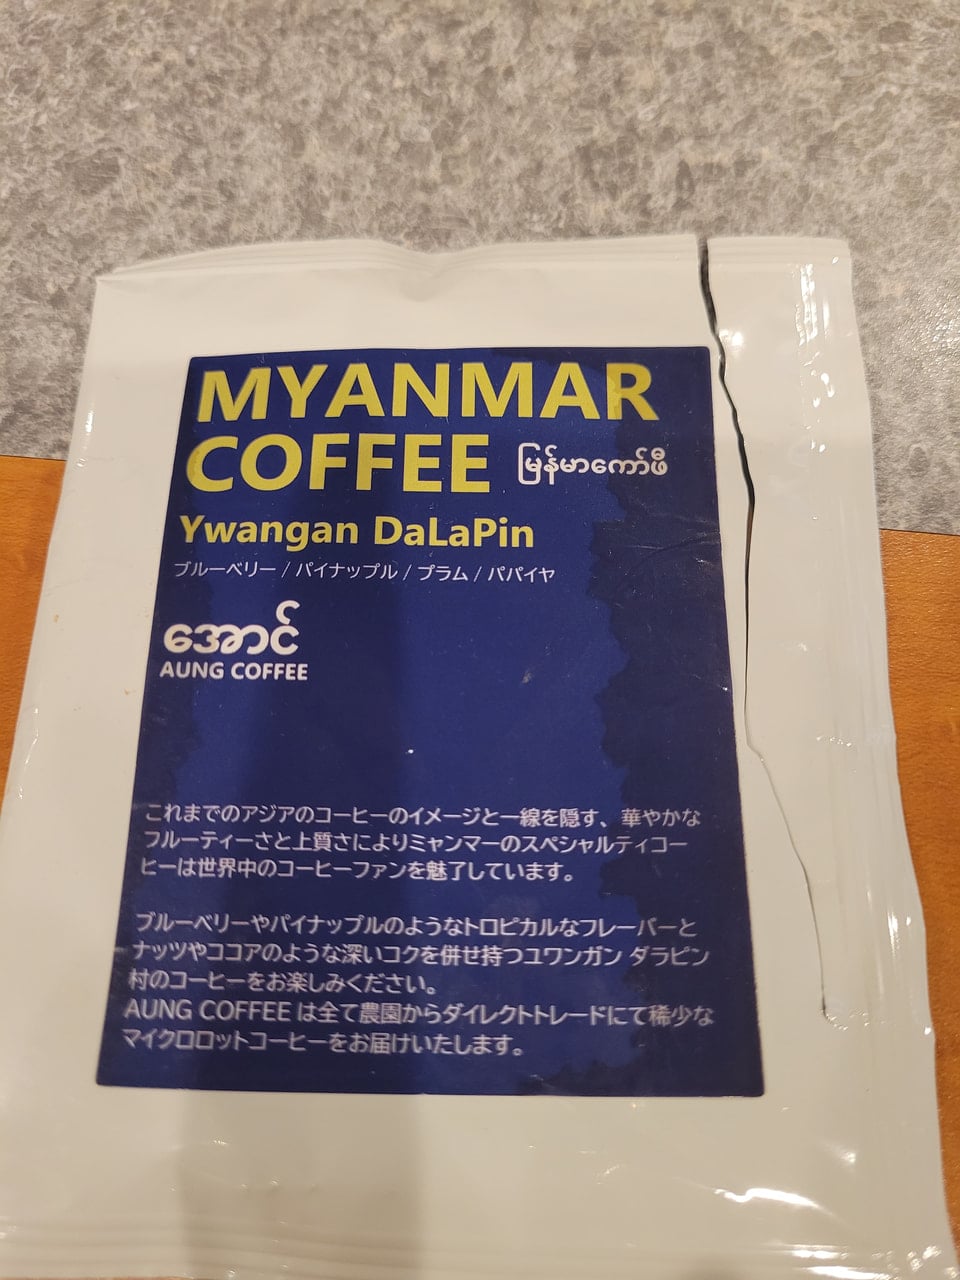 MYANMAR
COFFEE မြန်မာကော်ဖီ
Ywangan DaLaPin
ブルーベリー / パイナップル / プラム / パパイヤ
အောင်
AUNG COFFEE
これまでのアジアのコーヒーのイメージと一線を隠す、華やかな
フルーティーさと上質さによりミャンマーのスペシャルティコー
ヒーは世界中のコーヒーファンを魅了しています。
ブルーベリーやパイナップルのようなトロピカルなフレーバーと
ナッツやココアのような深いコクを併せ持つユワンガン ダラピン
村のコーヒーをお楽しみください。
AUNG COFFEE は全て農園からダイレクトトレードにて稀少な
マイクロロットコーヒーをお届けいたします。